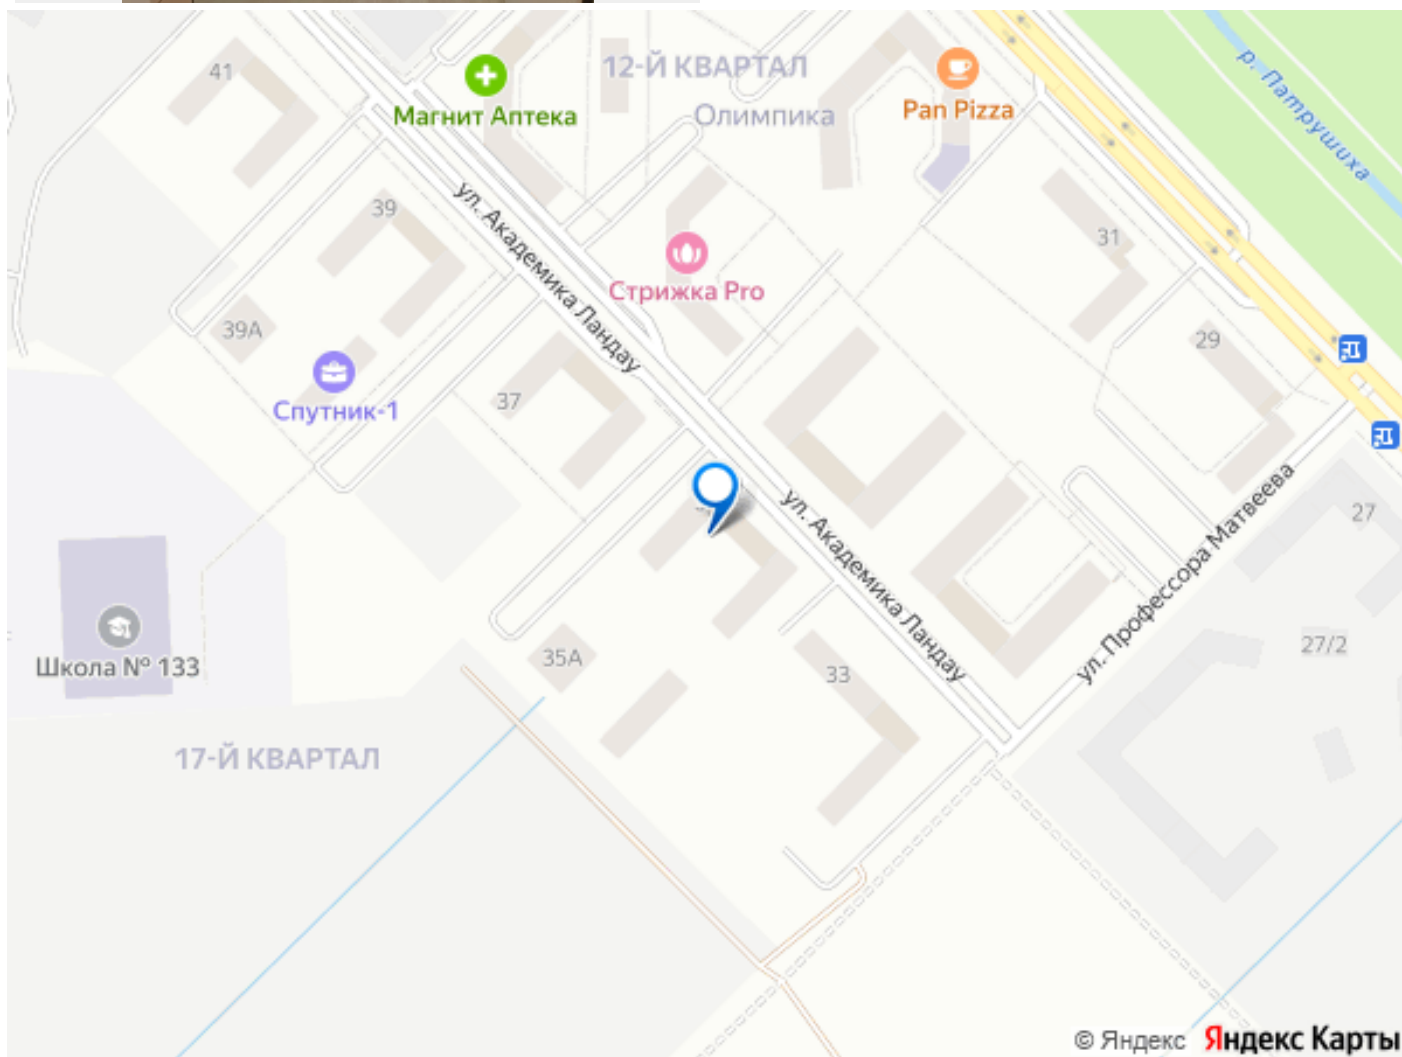 41
12-Й КВАРТАЛ
Магнит Аптека
Олимпика
Pan Pizza
р. Патрушиха
39
ул. Академика Ландау
31
Стрижка Pro
39А
29
Спутник-1
37
ул. Академика Ландау
ул. Профессора Матвеева
27
Школа № 133
35А
33
27/2
17-Й КВАРТАЛ
© Яндекс Яндекс Карты